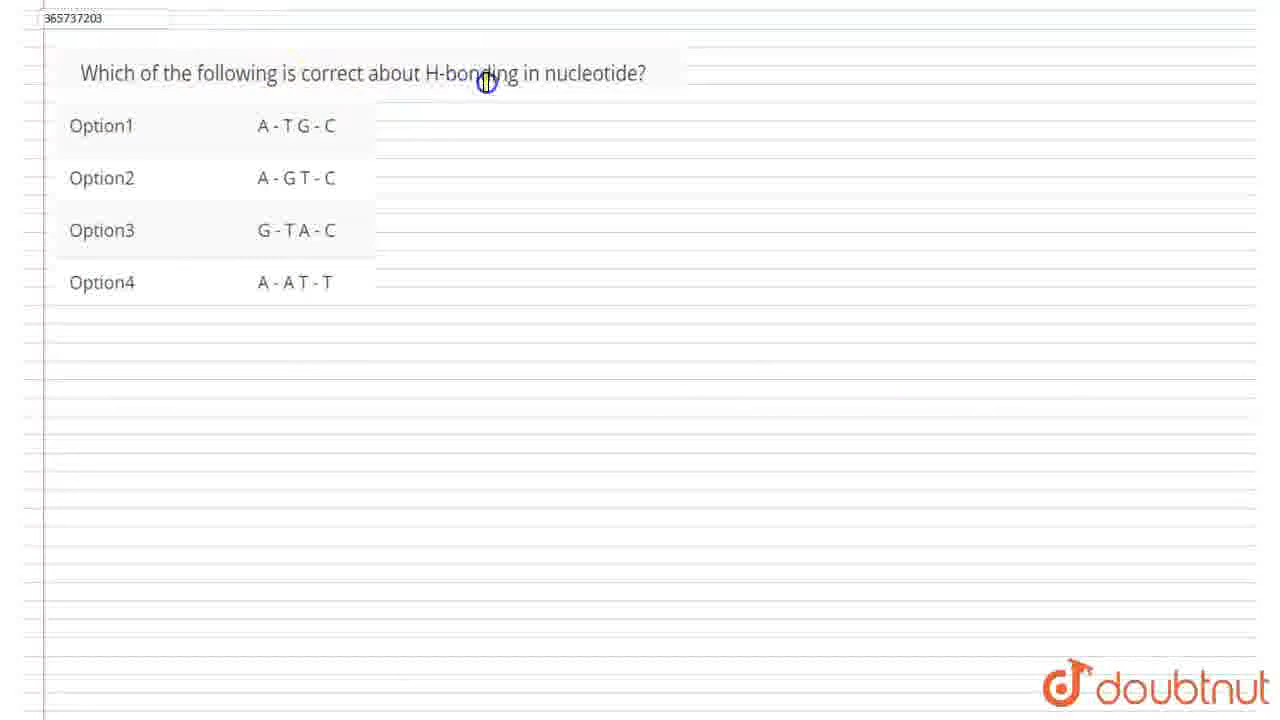 365737203
Which of the following is correct about H-bonding in nucleotide?
Option1 A - T G - C
Option2 A - G T - C
Option3 G - T A - C
Option4 A - A T - T
doubtnut